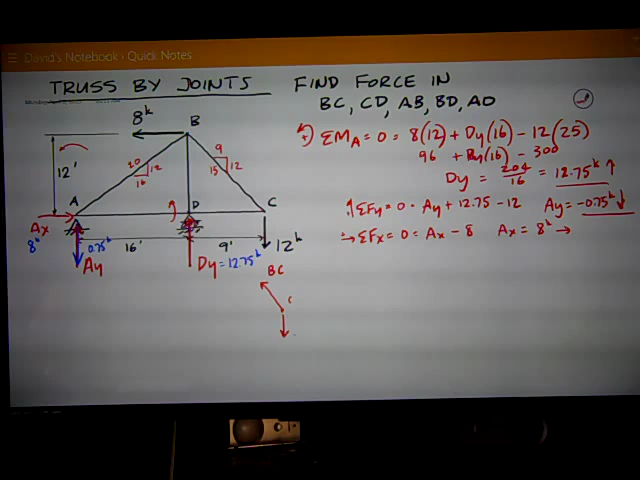 David's Notebook › Quick Notes
TRUSS BY JOINTS
FIND FORCE IN
BC, CD, AB, BD, AD
8k
B
+) ΣMA = 0 = 8(12) + Dy(16) - 12(25)
96 + Dy(16) - 300
Dy = 204/16 = 12.75k ↑
12'
20
12
16
9
15
12
A
D
C
↑ΣFy = 0 = Ay + 12.75 - 12 Ay = -0.75k ↓
→ΣFx = 0 = Ax - 8 Ax = 8k →
Ax
8k
0.75k
Ay
16'
9'
12k
Dy = 12.75k
BC
C